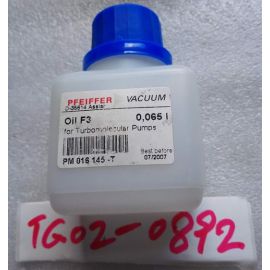 PFEIFFER VACUUM
D-35614 Asslar
Oil F3 0,065 l
for Turbomolecular Pumps
Best before
PM 016 145 -T 07/2007
TG02-0892